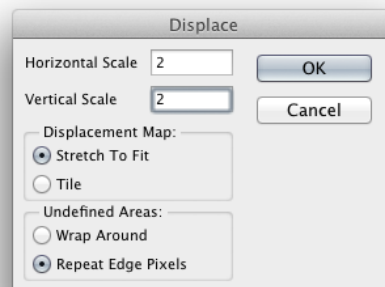 Displace
Horizontal Scale 2
OK
Vertical Scale 2
Cancel
Displacement Map:
Stretch To Fit
Tile
Undefined Areas:
Wrap Around
Repeat Edge Pixels